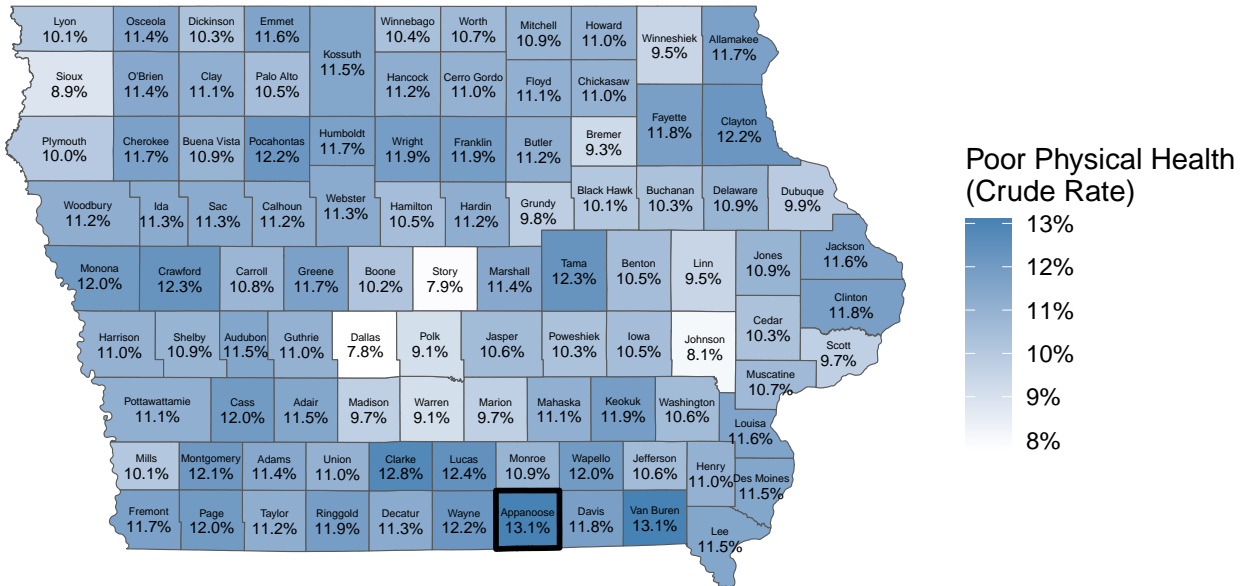 Lyon
10.1%
Osceola
11.4%
Dickinson
10.3%
Emmet
11.6%
Kossuth
11.5%
Winnebago
10.4%
Worth
10.7%
Mitchell
10.9%
Howard
11.0%
Winneshiek
9.5%
Allamakee
11.7%
Sioux
8.9%
O'Brien
11.4%
Clay
11.1%
Palo Alto
10.5%
Hancock
11.2%
Cerro Gordo
11.0%
Floyd
11.1%
Chickasaw
11.0%
Fayette
11.8%
Clayton
12.2%
Plymouth
10.0%
Cherokee
11.7%
Buena Vista
10.9%
Pocahontas
12.2%
Humboldt
11.7%
Wright
11.9%
Franklin
11.9%
Butler
11.2%
Bremer
9.3%
Woodbury
11.2%
Ida
11.3%
Sac
11.3%
Calhoun
11.2%
Webster
11.3%
Hamilton
10.5%
Hardin
11.2%
Grundy
9.8%
Black Hawk
10.1%
Buchanan
10.3%
Delaware
10.9%
Dubuque
9.9%
Monona
12.0%
Crawford
12.3%
Carroll
10.8%
Greene
11.7%
Boone
10.2%
Story
7.9%
Marshall
11.4%
Tama
12.3%
Benton
10.5%
Linn
9.5%
Jones
10.9%
Jackson
11.6%
Clinton
11.8%
Harrison
11.0%
Shelby
10.9%
Audubon
11.5%
Guthrie
11.0%
Dallas
7.8%
Polk
9.1%
Jasper
10.6%
Poweshiek
10.3%
Iowa
10.5%
Johnson
8.1%
Cedar
10.3%
Scott
9.7%
Muscatine
10.7%
Pottawattamie
11.1%
Cass
12.0%
Adair
11.5%
Madison
9.7%
Warren
9.1%
Marion
9.7%
Mahaska
11.1%
Keokuk
11.9%
Washington
10.6%
Louisa
11.6%
Mills
10.1%
Montgomery
12.1%
Adams
11.4%
Union
11.0%
Clarke
12.8%
Lucas
12.4%
Monroe
10.9%
Wapello
12.0%
Jefferson
10.6%
Henry
11.0%
Des Moines
11.5%
Fremont
11.7%
Page
12.0%
Taylor
11.2%
Ringgold
11.9%
Decatur
11.3%
Wayne
12.2%
Appanoose
13.1%
Davis
11.8%
Van Buren
13.1%
Lee
11.5%
Poor Physical Health
(Crude Rate)
13%
12%
11%
10%
9%
8%